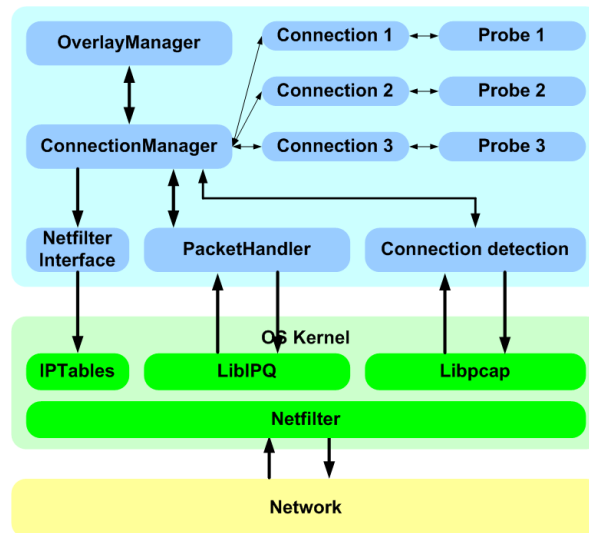 OverlayManager
Connection 1
Probe 1
Connection 2
Probe 2
ConnectionManager
Connection 3
Probe 3
Netfilter
Interface
PacketHandler
Connection detection
OS Kernel
IPTables
LibIPQ
Libpcap
Netfilter
Network